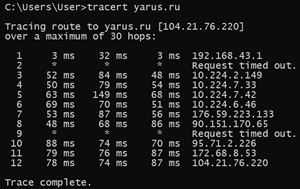 C:\Users\User>tracert yarus.ru
Tracing route to yarus.ru [104.21.76.220]
over a maximum of 30 hops:
1 3 ms 32 ms 3 ms 192.168.43.1
2 * * * Request timed out.
3 52 ms 84 ms 48 ms 10.224.2.149
4 50 ms 79 ms 54 ms 10.224.7.33
5 63 ms 149 ms 68 ms 10.224.7.42
6 69 ms 70 ms 51 ms 10.224.6.46
7 53 ms 87 ms 56 ms 176.59.223.133
8 48 ms 68 ms 86 ms 90.151.170.65
9 * * * Request timed out.
10 88 ms 74 ms 70 ms 95.71.2.226
11 79 ms 76 ms 87 ms 172.68.8.53
12 78 ms 74 ms 87 ms 104.21.76.220
Trace complete.